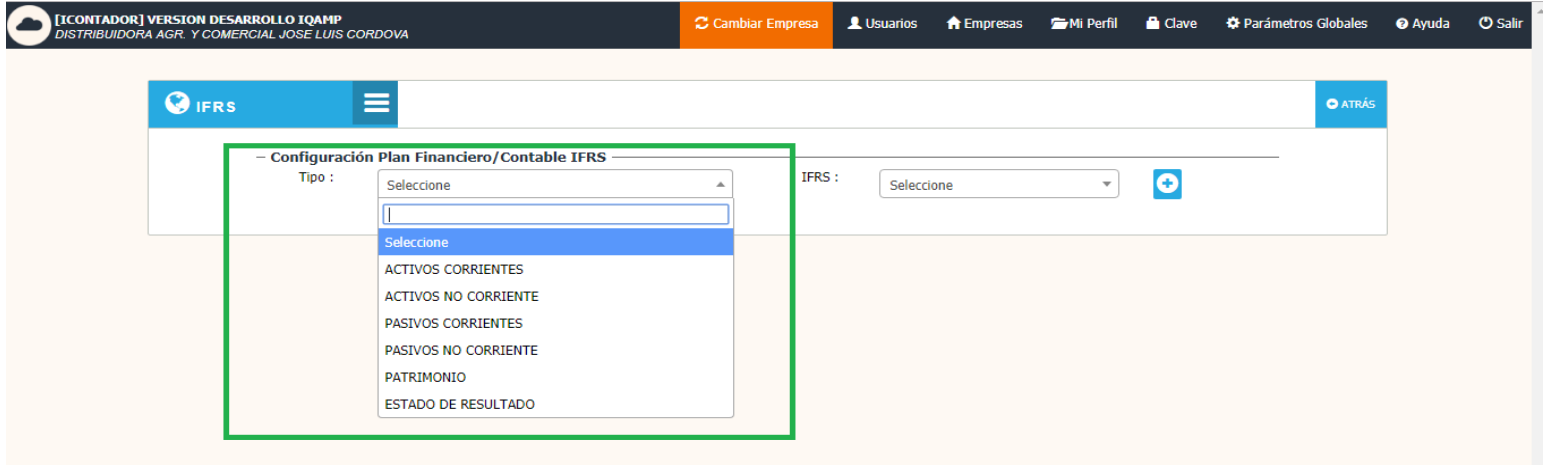 [ICONTADOR] VERSION DESARROLLO IQAMP
DISTRIBUIDORA AGR. Y COMERCIAL JOSE LUIS CORDOVA
Cambiar Empresa Usuarios Empresas Mi Perfil Clave Parámetros Globales Ayuda Salir
IFRS
ATRÁS
Configuración Plan Financiero/Contable IFRS
Tipo : Seleccione IFRS : Seleccione
Seleccione
ACTIVOS CORRIENTES
ACTIVOS NO CORRIENTE
PASIVOS CORRIENTES
PASIVOS NO CORRIENTE
PATRIMONIO
ESTADO DE RESULTADO